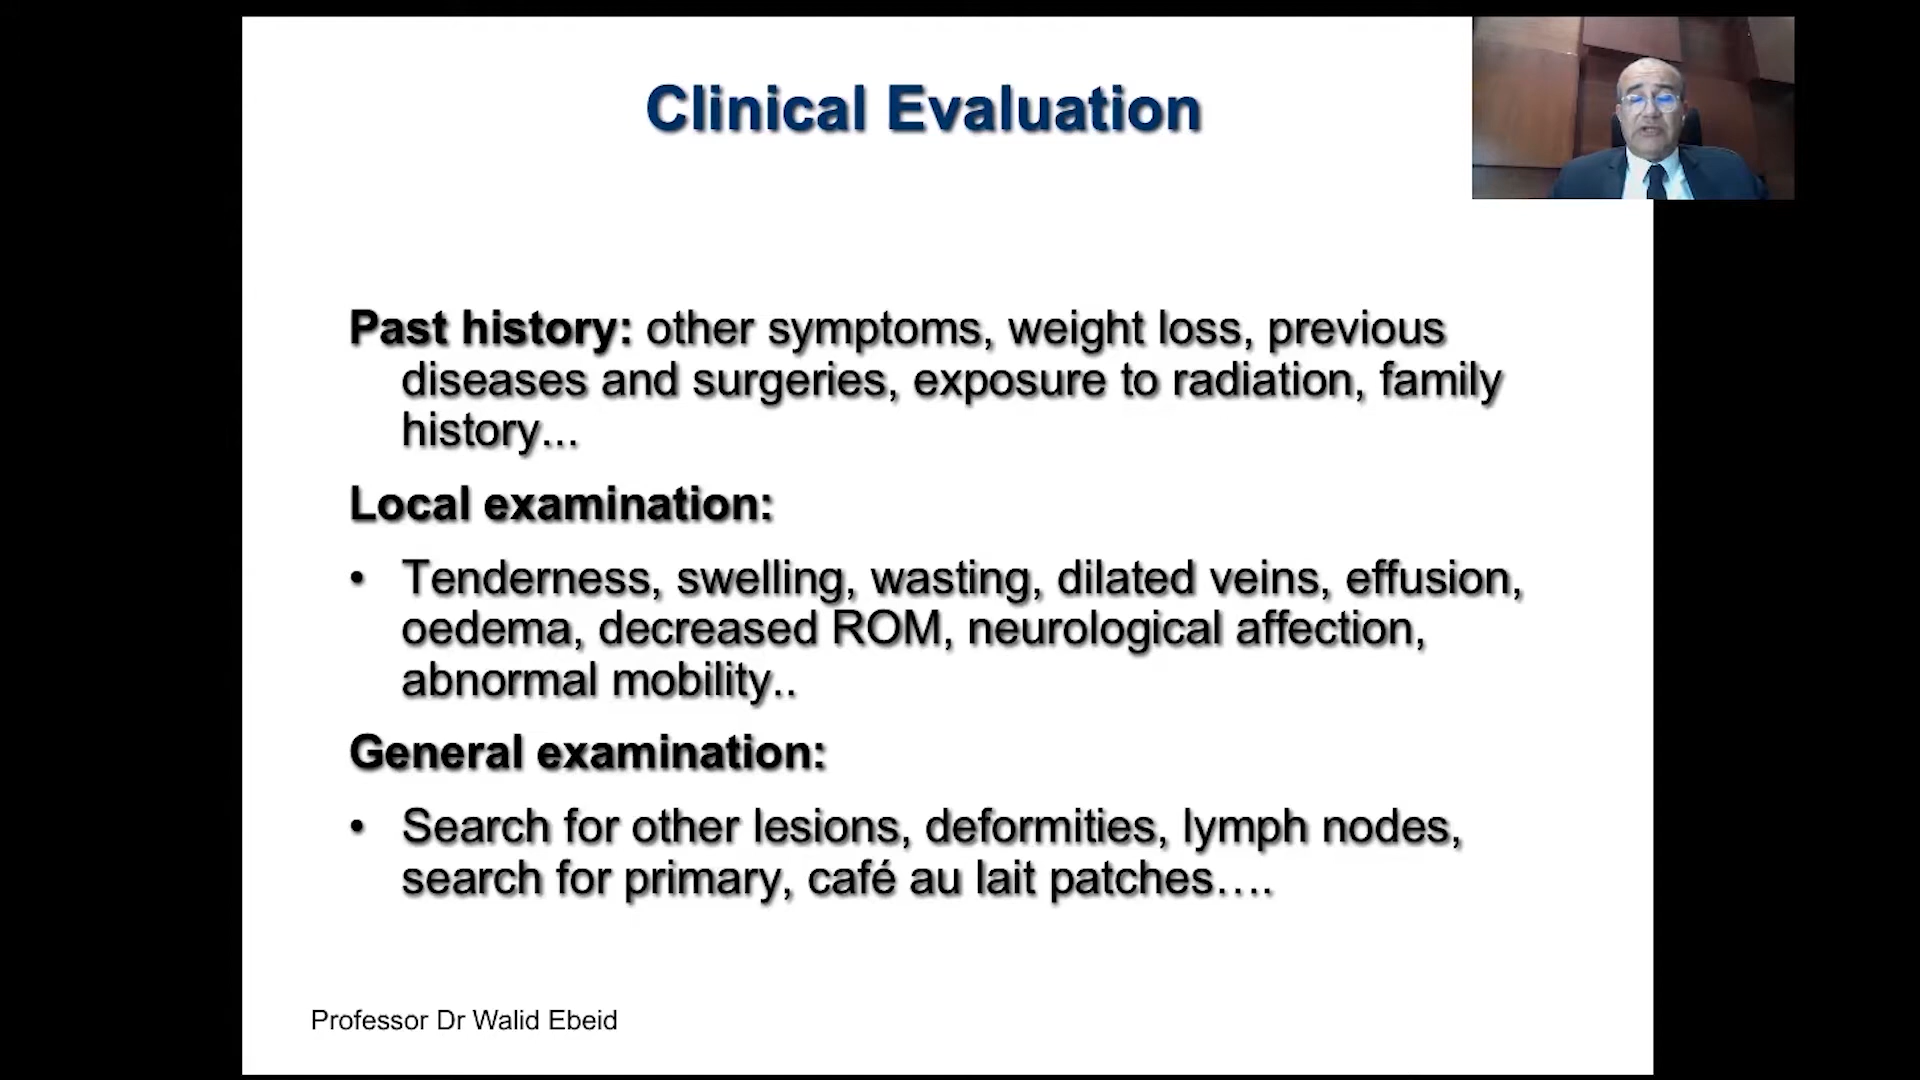 Clinical Evaluation
Past history: other symptoms, weight loss, previous
diseases and surgeries, exposure to radiation, family
history...
Local examination:
• Tenderness, swelling, wasting, dilated veins, effusion,
oedema, decreased ROM, neurological affection,
abnormal mobility..
General examination:
• Search for other lesions, deformities, lymph nodes,
search for primary, café au lait patches….
Professor Dr Walid Ebeid